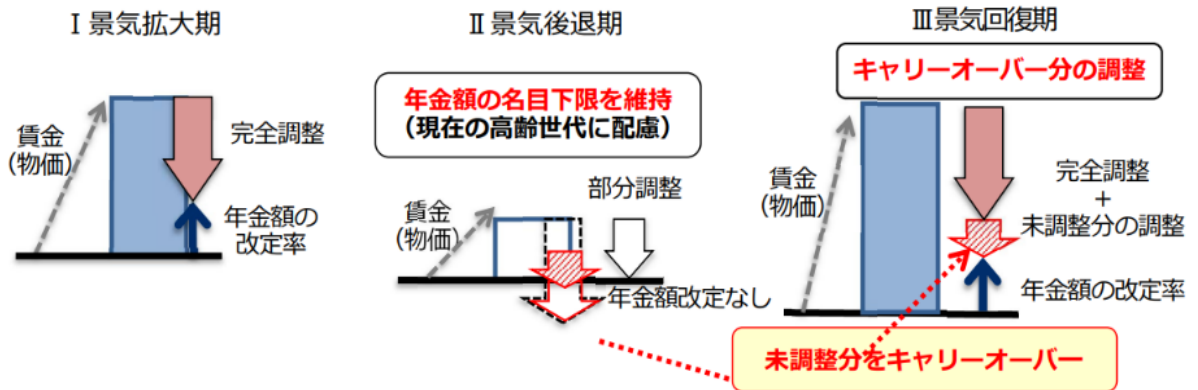 Ⅰ 景気拡大期
賃金
（物価）
完全調整
年金額の
改定率
Ⅱ 景気後退期
年金額の名目下限を維持
（現在の高齢世代に配慮）
賃金
（物価）
部分調整
年金額改定なし
Ⅲ景気回復期
キャリーオーバー分の調整
賃金
（物価）
完全調整
+
未調整分の調整
年金額の改定率
未調整分をキャリーオーバー